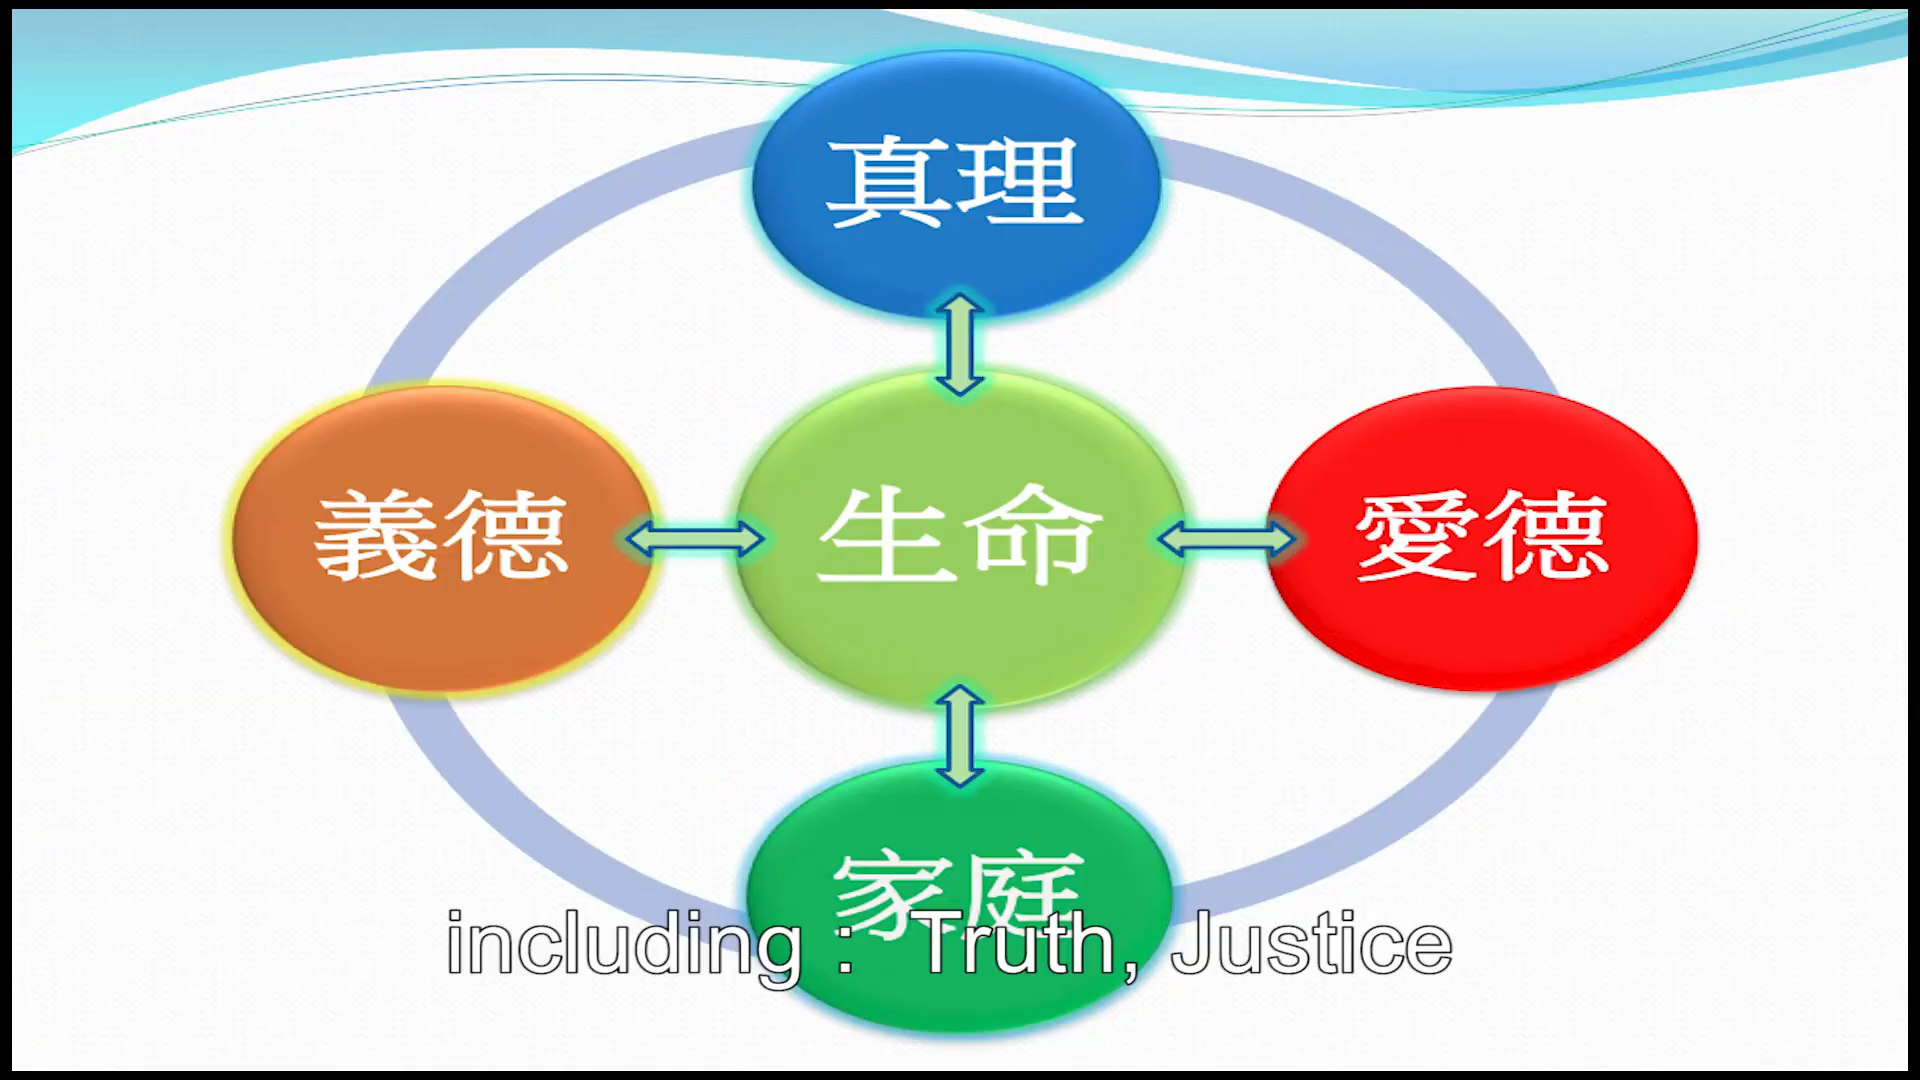 真理
義德
生命
愛德
家庭
including : Truth, Justice